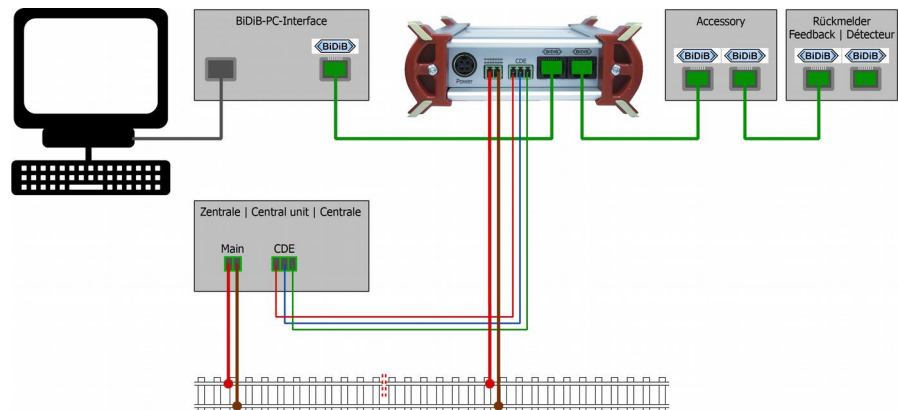 BiDiB-PC-Interface
BiDiB
Power
CDE
BiDiB
BiDiB
Accessory
BiDiB
BiDiB
Rückmelder
Feedback | Détecteur
BiDiB
BiDiB
Zentrale | Central unit | Centrale
Main
CDE